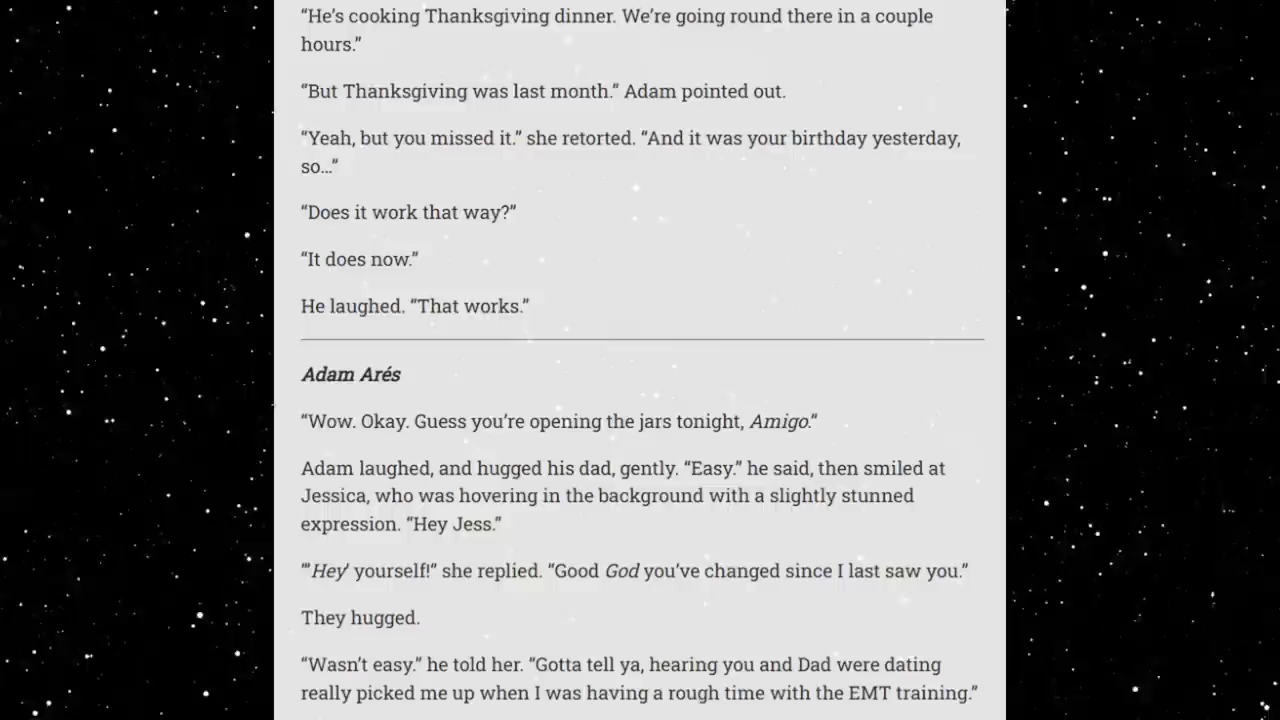 “He’s cooking Thanksgiving dinner. We’re going round there in a couple
hours.”
“But Thanksgiving was last month.” Adam pointed out.
“Yeah, but you missed it.” she retorted. “And it was your birthday yesterday,
so…”
“Does it work that way?”
“It does now.”
He laughed. “That works.”
Adam Arés
“Wow. Okay. Guess you’re opening the jars tonight, Amigo.”
Adam laughed, and hugged his dad, gently. “Easy.” he said, then smiled at
Jessica, who was hovering in the background with a slightly stunned
expression. “Hey Jess.”
“‘Hey’ yourself!” she replied. “Good God you’ve changed since I last saw you.”
They hugged.
“Wasn’t easy.” he told her. “Gotta tell ya, hearing you and Dad were dating
really picked me up when I was having a rough time with the EMT training.”